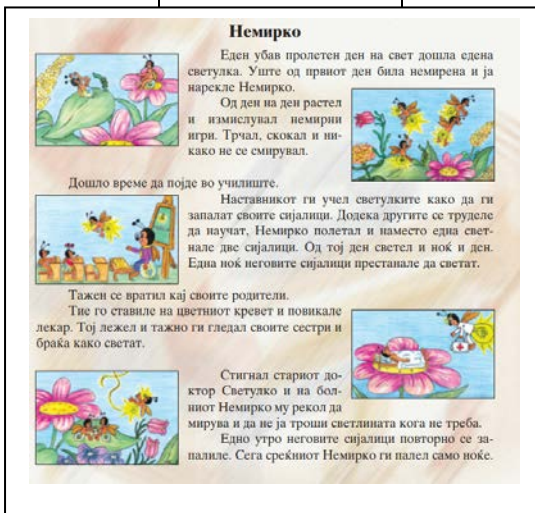 Немирко
Еден убав пролетен ден на свет дошла едена
светулка. Уште од првиот ден била немирена и ја
нарекле Немирко.
Од ден на ден растел
и измислувал немирни
игри. Трчал, скокал и ни-
како не се смирувал.
Дошло време да појде во училиште.
Наставникот ги учел светулките како да ги
запалат своите сијалици. Додека другите се труделе
да научат, Немирко полетал и наместо една свет-
нале две сијалици. Од тој ден светел и ноќ и ден.
Една ноќ неговите сијалици престанале да светат.
Тажен се вратил кај своите родители.
Тие го ставиле на цветниот кревет и повикале
лекар. Тој лежел и тажно ги гледал своите сестри и
браќа како светат.
Стигнал стариот до-
ктор Светулко и на бол-
ниот Немирко му рекол да
мирува и да не ја троши светлината кога не треба.
Едно утро неговите сијалици повторно се за-
палиле. Сега среќниот Немирко ги палел само ноќе.